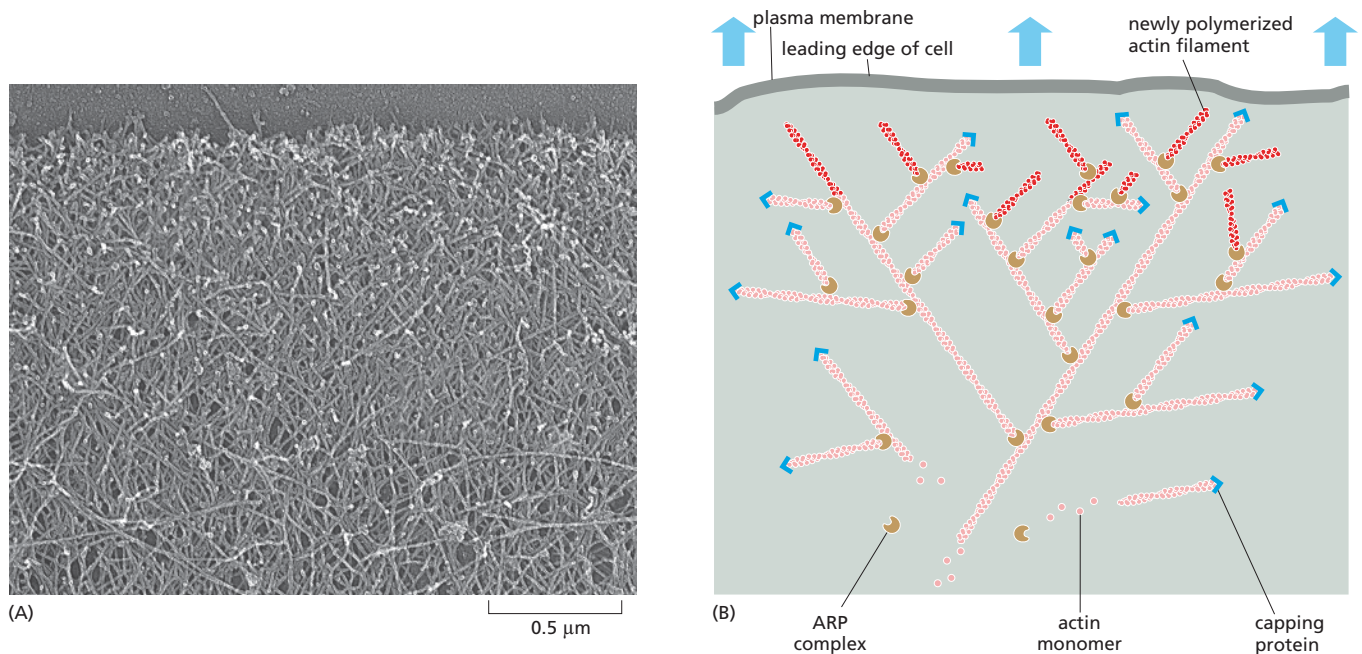 plasma membrane
leading edge of cell
newly polymerized
actin filament
(A)
0.5 μm
(B)
ARP
complex
actin
monomer
capping
protein